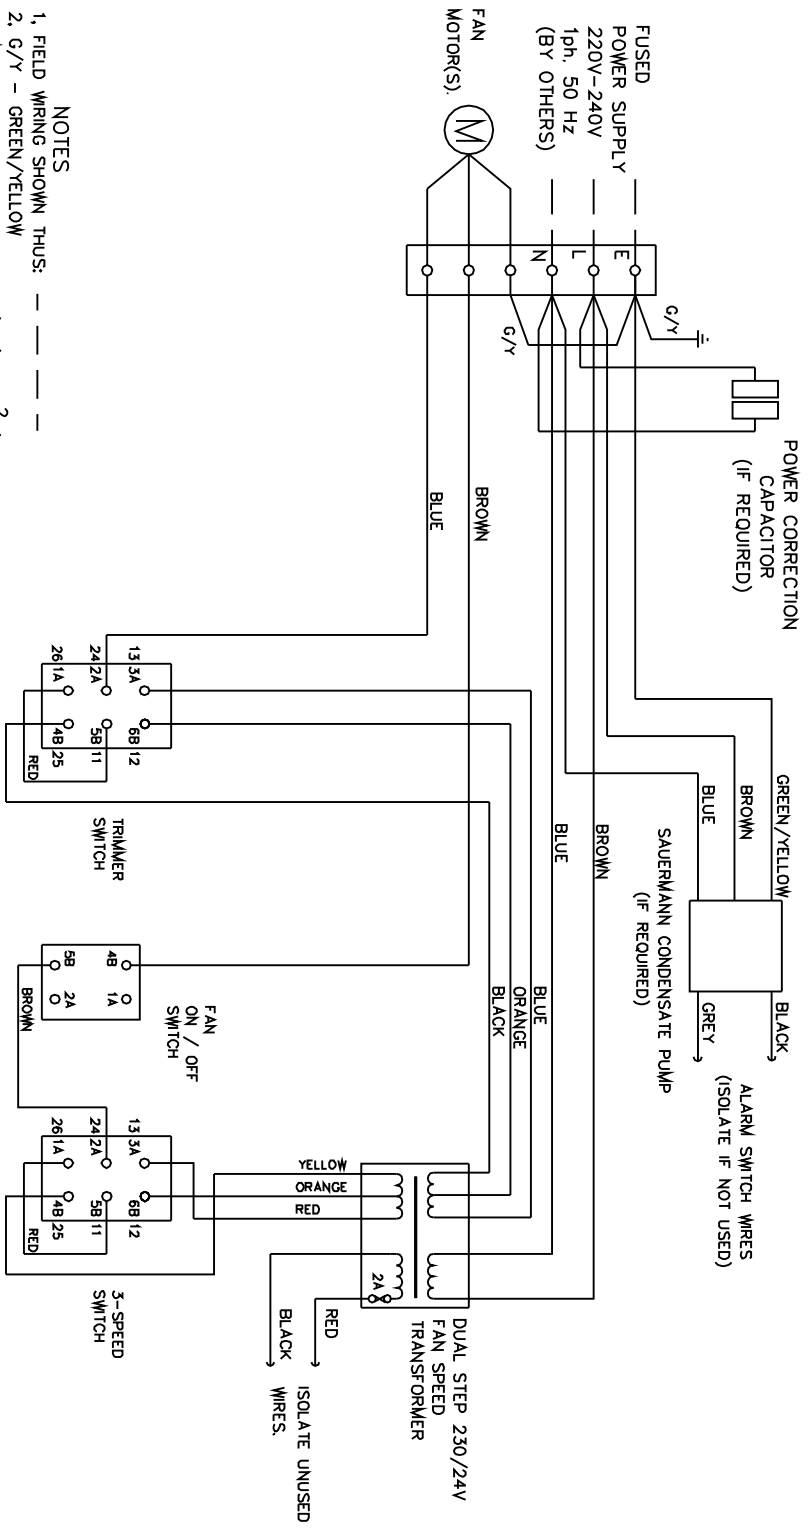 FUSED
POWER SUPPLY
220V-240V
1ph, 50 Hz
(BY OTHERS)
FAN
MOTOR(S).
M
E
L
N
G/Y
G/Y
POWER CORRECTION
CAPACITOR
(IF REQUIRED)
BROWN
BLUE
GREEN/YELLOW
BROWN
BLUE
SAUERMANN CONDENSATE PUMP
(IF REQUIRED)
BLACK
GREY
ALARM SWITCH WIRES
(ISOLATE IF NOT USED)
BROWN
BLUE
BLUE
ORANGE
BLACK
13 3A
24 2A
26 1A
6B 12
5B 11
4B 25
RED
TRIMMER
SWITCH
4B
5B
1A
2A
BROWN
FAN
ON / OFF
SWITCH
13 3A
24 2A
26 1A
6B 12
5B 11
4B 25
RED
3-SPEED
SWITCH
YELLOW
ORANGE
RED
2A
DUAL STEP 230/24V
FAN SPEED
TRANSFORMER
RED
BLACK
ISOLATE UNUSED
WIRES.
NOTES
1, FIELD WIRING SHOWN THUS:
2, G/Y - GREEN/YELLOW